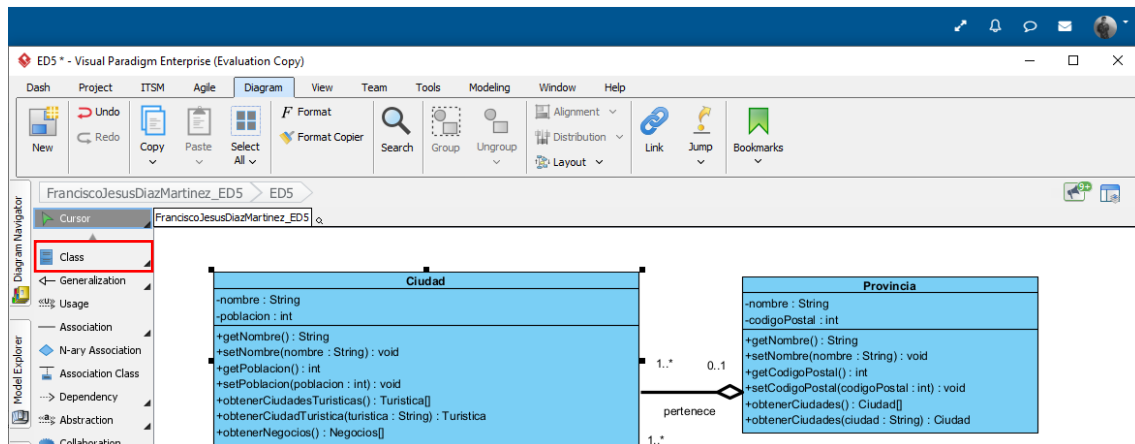 ED5 * - Visual Paradigm Enterprise (Evaluation Copy)
Dash Project ITSM Agile Diagram View Team Tools Modeling Window Help
New
Undo
Redo
Copy
Paste
Select
All
F Format
Format Copier
Search
Group
Ungroup
Alignment
Distribution
Layout
Link
Jump
Bookmarks
FranciscoJesusDiazMartinez_ED5
ED5
9+
Diagram Navigator
Model Explorer
Cursor
FranciscoJesusDiazMartinez_ED5
Class
Generalization
«U» Usage
Association
N-ary Association
Association Class
Dependency
«a» Abstraction
Collaboration
Ciudad
-nombre : String
-poblacion : int
+getNombre() : String
+setNombre(nombre : String) : void
+getPoblacion() : int
+setPoblacion(poblacion : int) : void
+obtenerCiudadesTuristicas() : Turistica[]
+obtenerCiudadTuristica(turistica : String) : Turistica
+obtenerNegocios() : Negocios[]
1..*
0..1
pertenece
1..*
Provincia
-nombre : String
-codigoPostal : int
+getNombre() : String
+setNombre(nombre : String) : void
+getCodigoPostal() : int
+setCodigoPostal(codigoPostal : int) : void
+obtenerCiudades() : Ciudad[]
+obtenerCiudades(ciudad : String) : Ciudad